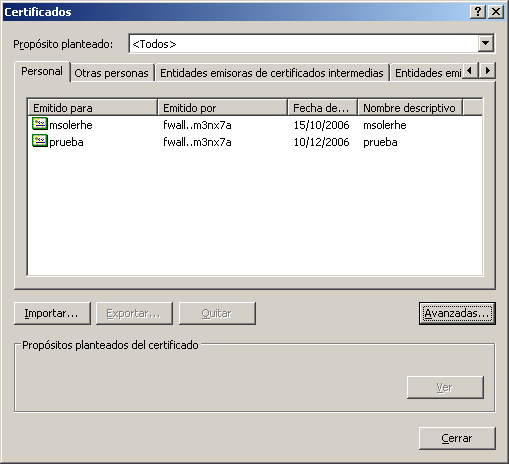 Certificados
Propósito planteado: <Todos>
Personal Otras personas Entidades emisoras de certificados intermedias Entidades emi
Emitido para Emitido por Fecha de... Nombre descriptivo
msolerhe fwall..m3nx7a 15/10/2006 msolerhe
prueba fwall..m3nx7a 10/12/2006 prueba
Importar... Exportar... Quitar Avanzadas...
Propósitos planteados del certificado
Ver
Cerrar